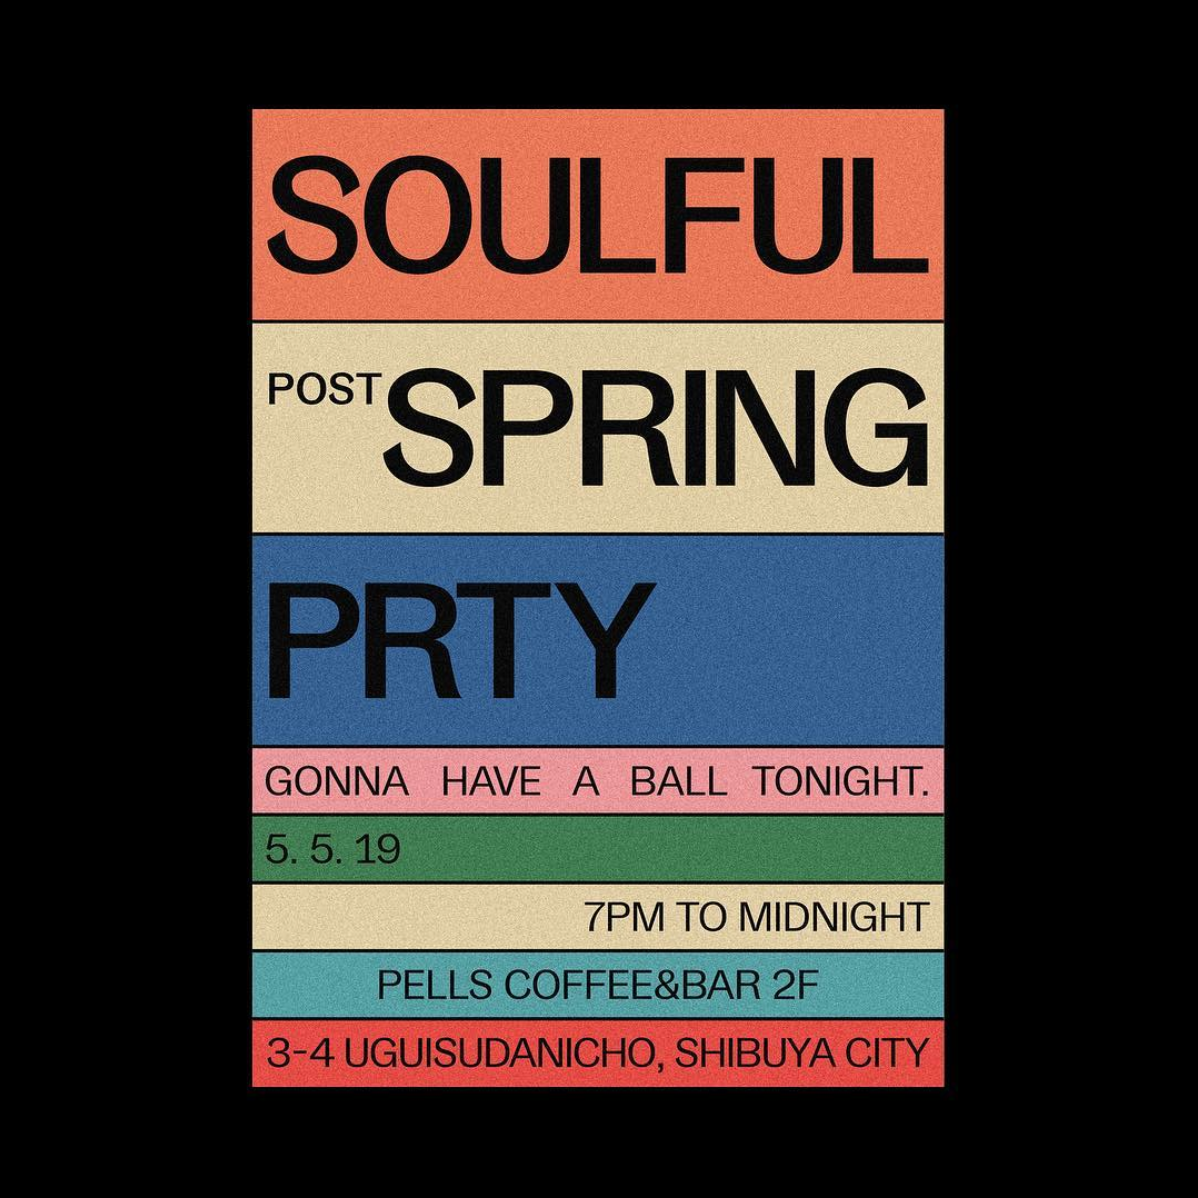 SOULFUL
POST SPRING
PRTY
GONNA HAVE A BALL TONIGHT.
5. 5. 19
7PM TO MIDNIGHT
PELLS COFFEE&BAR 2F
3-4 UGUISUDANICHO, SHIBUYA CITY